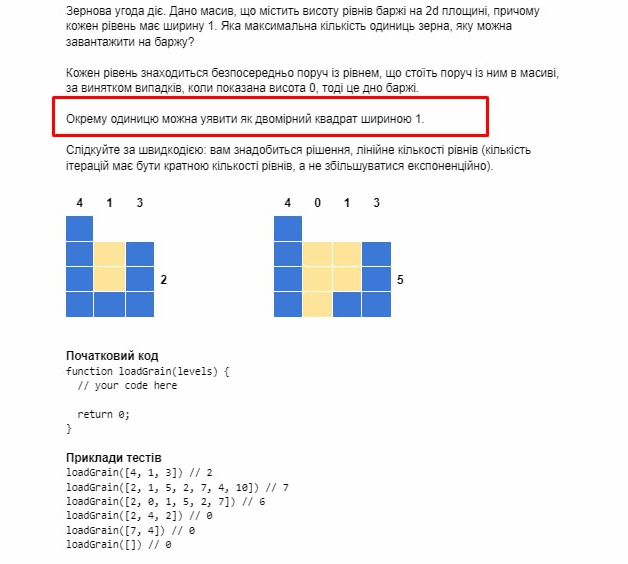 Зернова угода діє. Дано масив, що містить висоту рівнів баржі на 2d площині, причому
кожен рівень має ширину 1. Яка максимальна кількість одиниць зерна, яку можна
завантажити на баржу?
Кожен рівень знаходиться безпосередньо поруч із рівнем, що стоїть поруч із ним в масиві,
за винятком випадків, коли показана висота 0, тоді це дно баржі.
Окрему одиницю можна уявити як двомірний квадрат шириною 1.
Слідкуйте за швидкодією: вам знадобиться рішення, лінійне кількості рівнів (кількість
ітерацій має бути кратною кількості рівнів, а не збільшуватися експоненційно).
4 1 3
2
4 0 1 3
5
Початковий код
function loadGrain(levels) {
// your code here
return 0;
}
Приклади тестів
loadGrain([4, 1, 3]) // 2
loadGrain([2, 1, 5, 2, 7, 4, 10]) // 7
loadGrain([2, 0, 1, 5, 2, 7]) // 6
loadGrain([2, 4, 2]) // 0
loadGrain([7, 4]) // 0
loadGrain([]) // 0